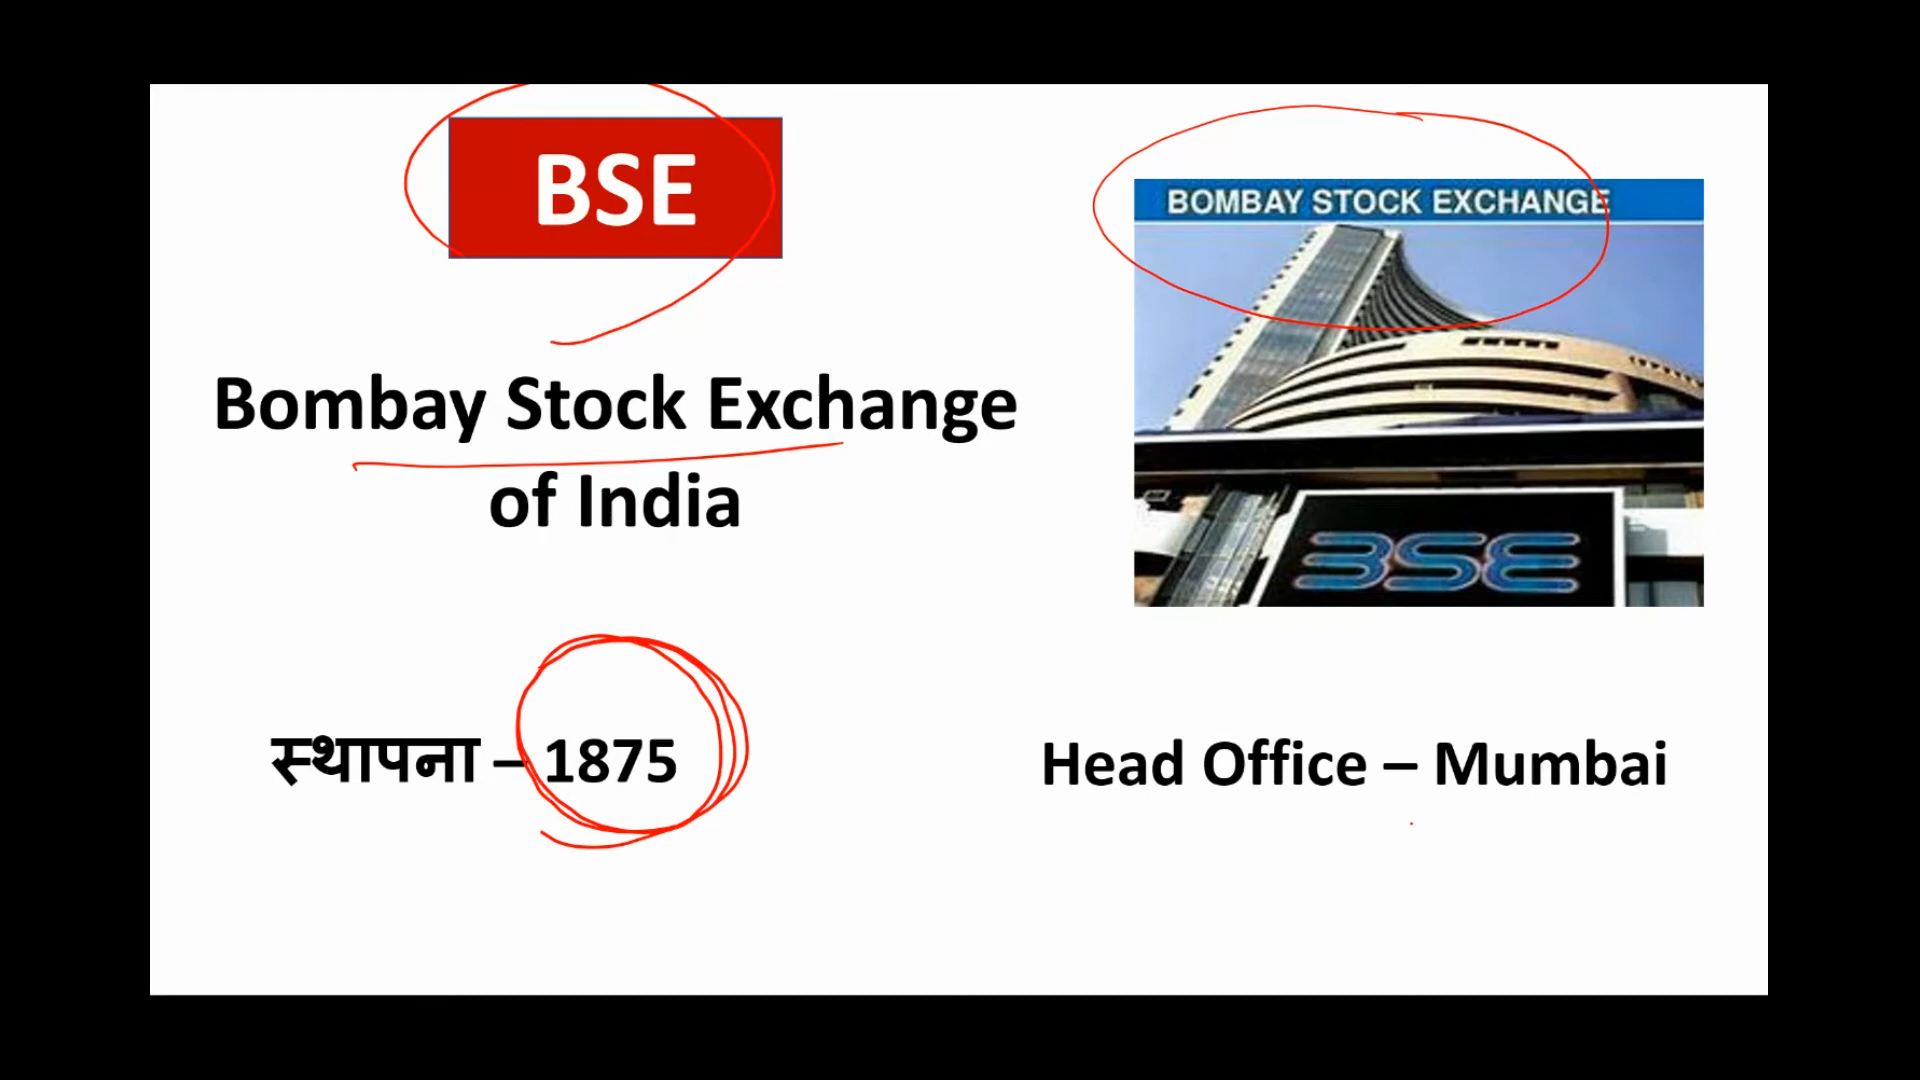 BSE
BOMBAY STOCK EXCHANGE
Bombay Stock Exchange
of India
BSE
स्थापना – 1875
Head Office – Mumbai